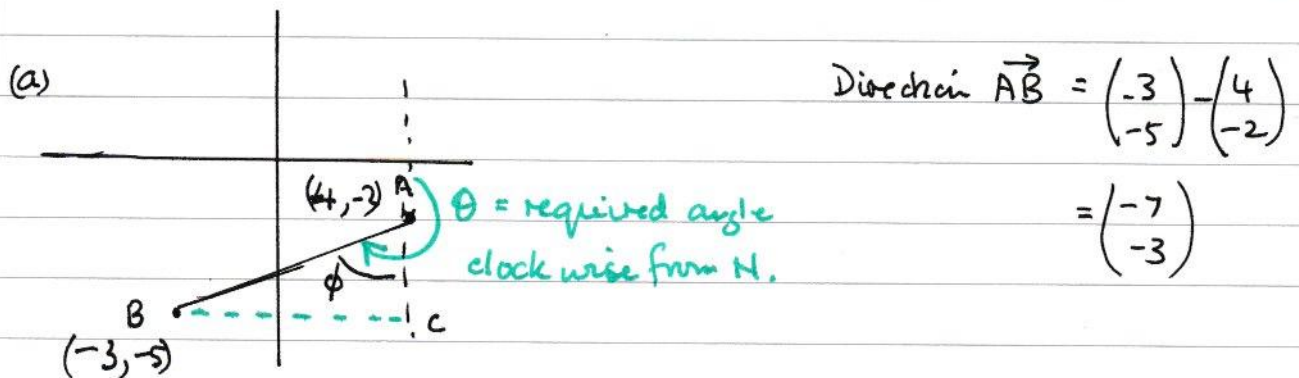 (a)
Direction AB = (-3 -5) - (4 -2)
= (-7 -3)
(4, -2) A
θ = required angle
clockwise from N.
φ
B
C
(-3, -5)